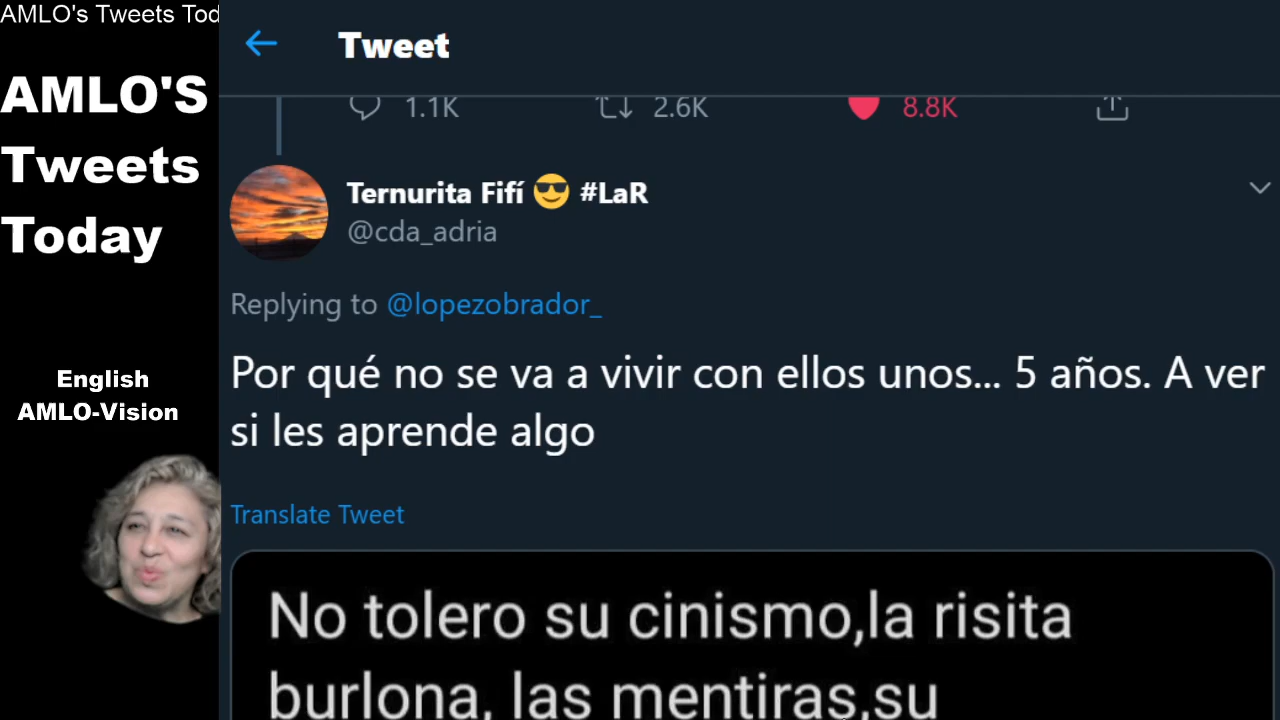 AMLO's Tweets Tod
AMLO'S
Tweets
Today
English
AMLO-Vision
Tweet
1.1K 2.6K 8.8K
Ternurita Fifí 😎 #LaR
@cda_adria
Replying to @lopezobrador_
Por qué no se va a vivir con ellos unos... 5 años. A ver
si les aprende algo
Translate Tweet
No tolero su cinismo,la risita
burlona, las mentiras,su